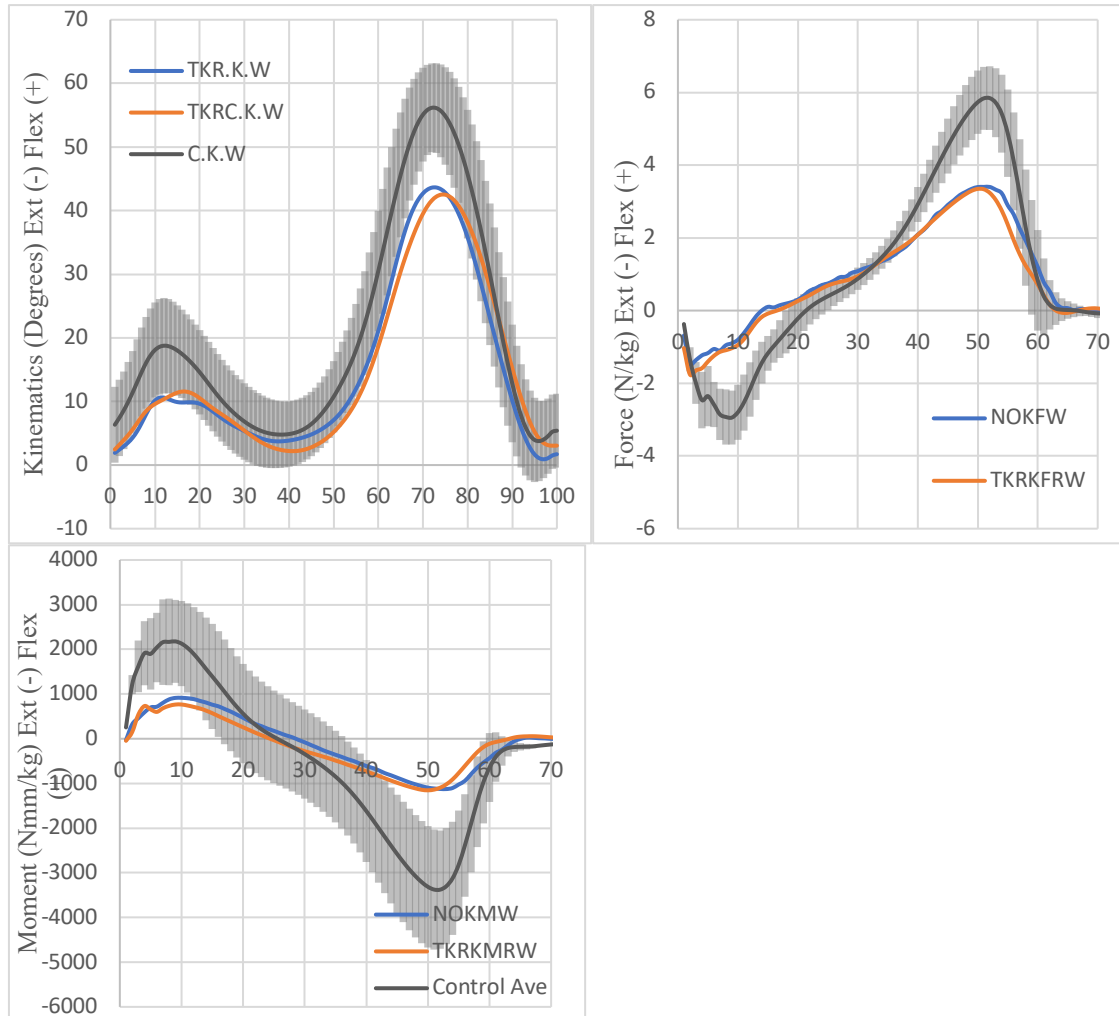 Kinematics (Degrees) Ext (-) Flex (+)
70
60
50
40
30
20
10
0
-10
TKR.K.W
TKRC.K.W
C.K.W
0 10 20 30 40 50 60 70 80 90 100
Force (N/kg) Ext (-) Flex (+)
8
6
4
2
0
-2
-4
-6
0 10 20 30 40 50 60 70
NOKFW
TKRKFRW
Moment (Nmm/kg) Ext (-) Flex
()
4000
3000
2000
1000
0
-1000
-2000
-3000
-4000
-5000
-6000
0 10 20 30 40 50 60 70
NOKMW
TKRKMRW
Control Ave